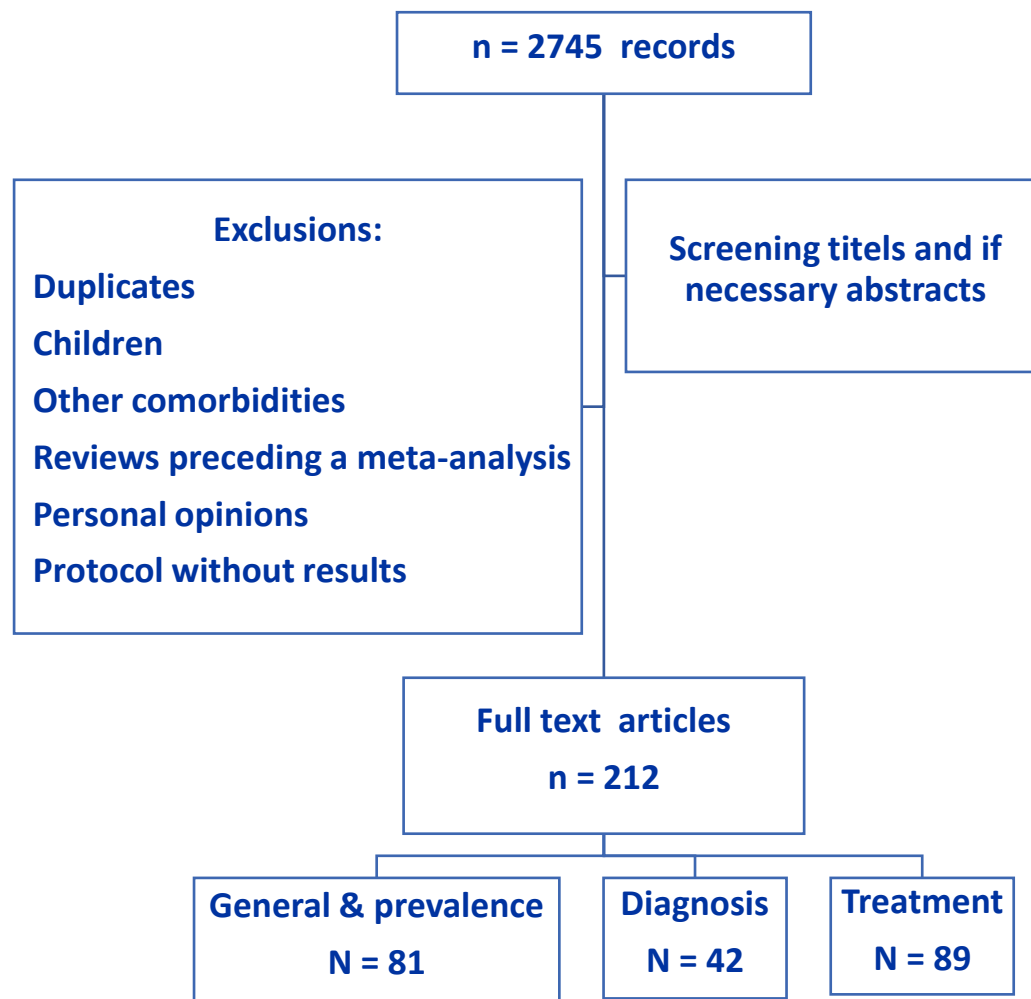 n = 2745 records
Exclusions:
Duplicates
Children
Other comorbidities
Reviews preceding a meta-analysis
Personal opinions
Protocol without results
Screening titels and if
necessary abstracts
Full text articles
n = 212
General & prevalence
N = 81
Diagnosis
N = 42
Treatment
N = 89